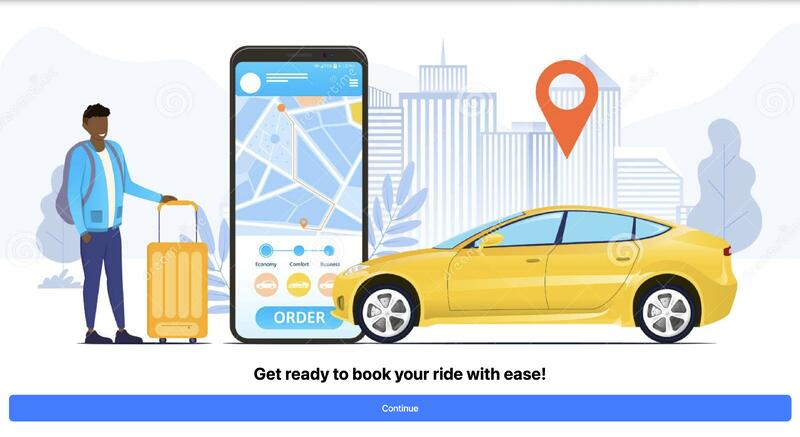 Economy Comfort Business
ORDER
Get ready to book your ride with ease!
Continue